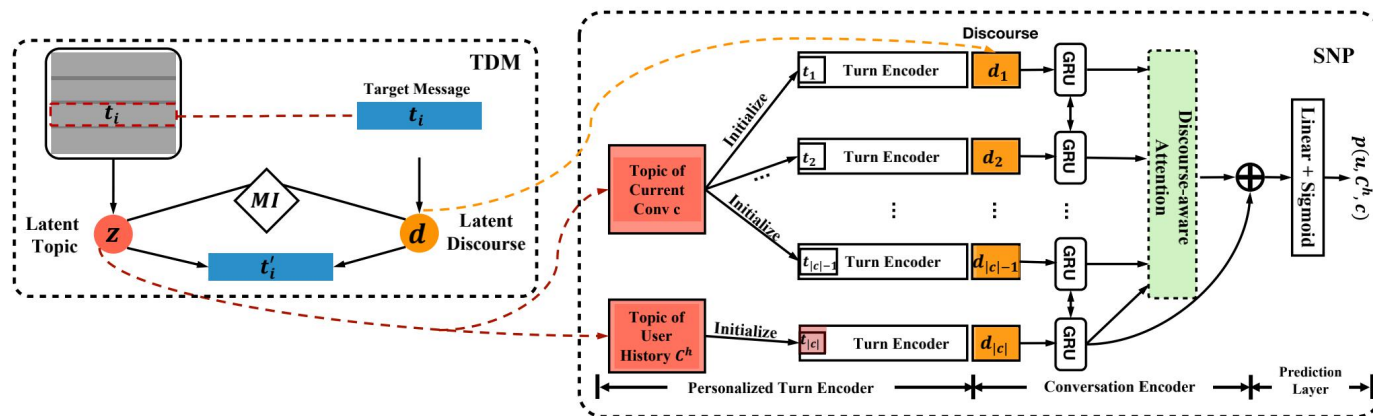 TDM
t_i
Target Message
t_i
MI
Latent
Topic
z
d
Latent
Discourse
t'_i
SNP
Discourse
Topic of
Current
Conv c
Initialize
...
Initialize
t_1 Turn Encoder d_1 GRU
t_2 Turn Encoder d_2 GRU
... ... ...
t_{|c|-1} Turn Encoder d_{|c|-1} GRU
Topic of
User
History C^h
Initialize
t_{|c|} Turn Encoder d_{|c|} GRU
Discourse-aware
Attention
Linear + Sigmoid
p(u, C^h, c)
Personalized Turn Encoder
Conversation Encoder
Prediction
Layer